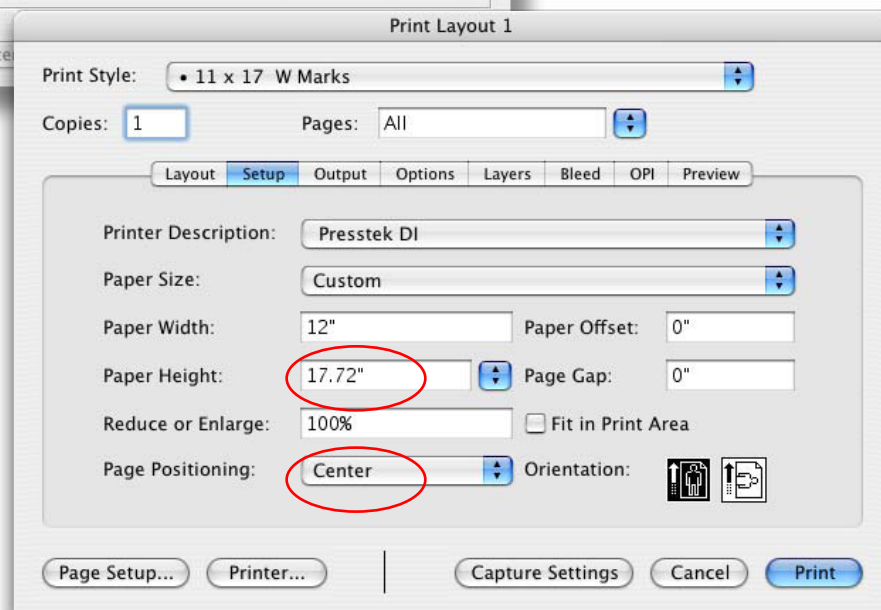 Print Layout 1
Print Style: • 11 x 17 W Marks
Copies: 1 Pages: All
Layout Setup Output Options Layers Bleed OPI Preview
Printer Description: Presstek DI
Paper Size: Custom
Paper Width: 12" Paper Offset: 0"
Paper Height: 17.72" Page Gap: 0"
Reduce or Enlarge: 100% Fit in Print Area
Page Positioning: Center Orientation:
Page Setup... Printer... Capture Settings Cancel Print